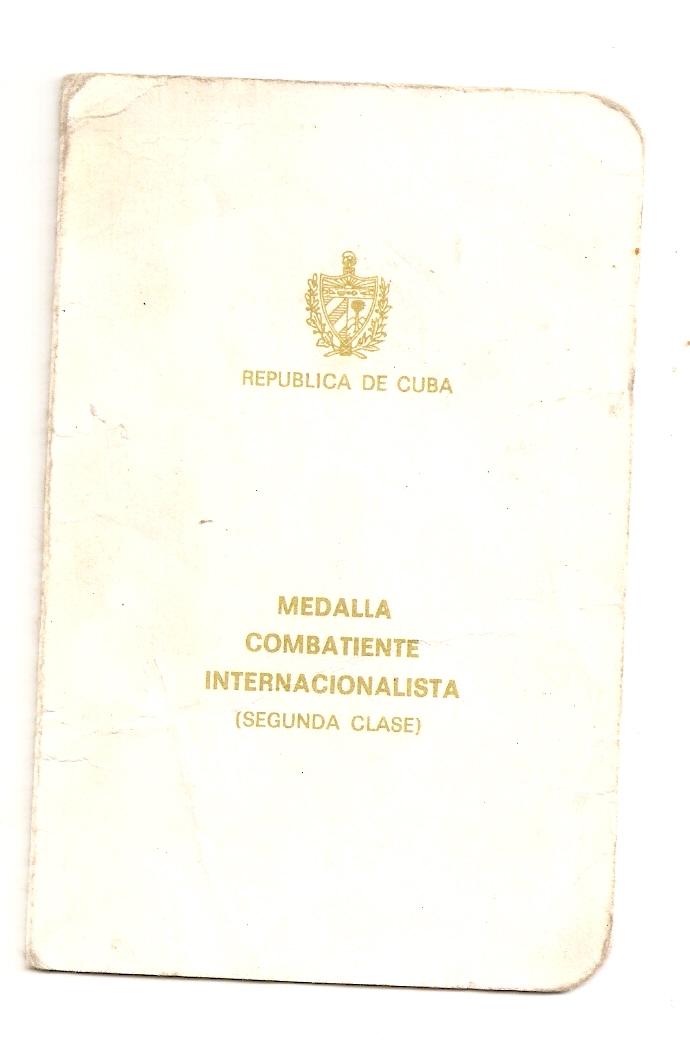 REPUBLICA DE CUBA
MEDALLA
COMBATIENTE
INTERNACIONALISTA
(SEGUNDA CLASE)